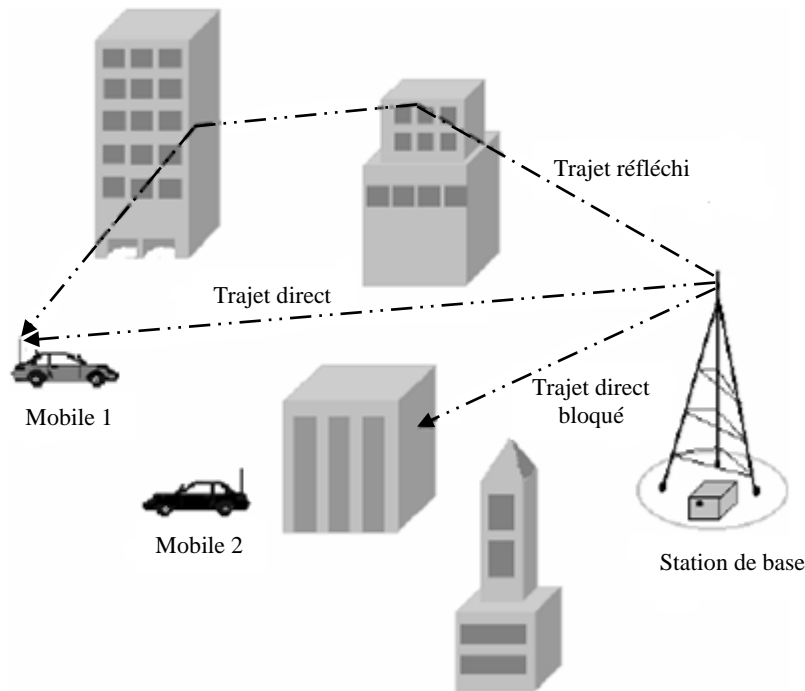 Trajet réfléchi
Trajet direct
Trajet direct
bloqué
Mobile 1
Mobile 2
Station de base